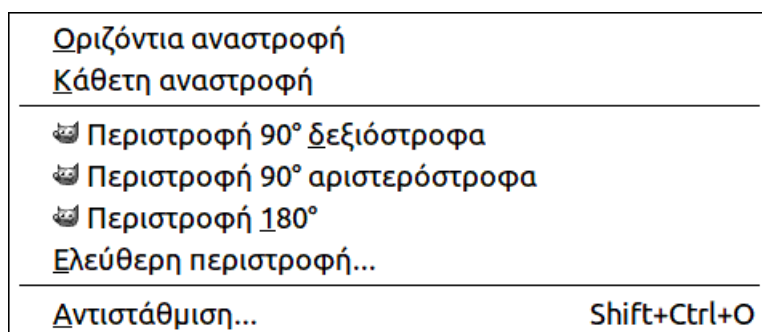 Οριζόντια αναστροφή
Κάθετη αναστροφή
Περιστροφή 90° δεξιόστροφα
Περιστροφή 90° αριστερόστροφα
Περιστροφή 180°
Ελεύθερη περιστροφή...
Αντιστάθμιση... Shift+Ctrl+O